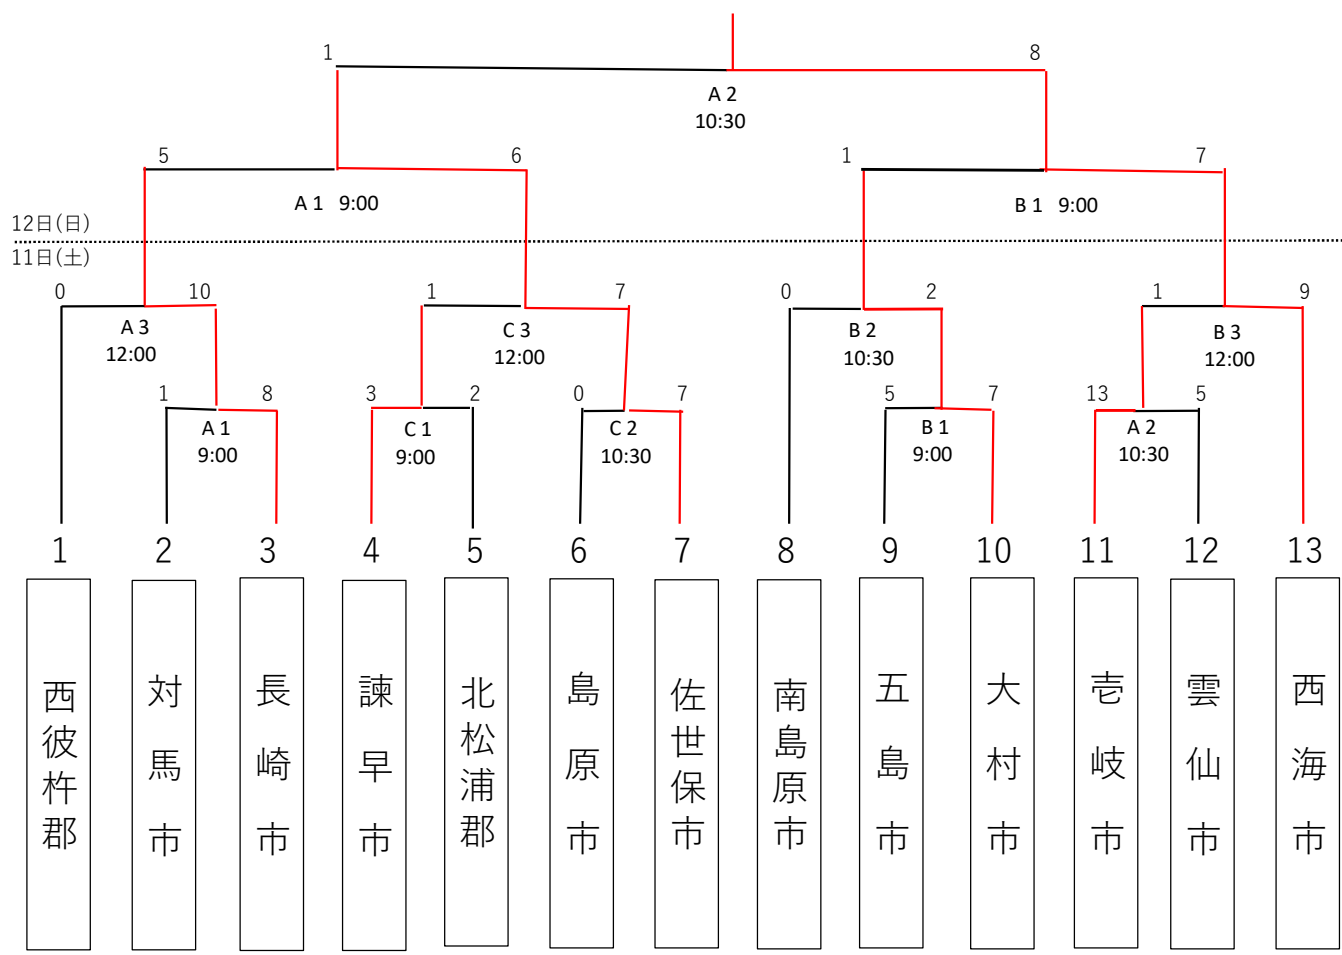 1 8
A 2
10:30
5 6 1 7
A 1 9:00 B 1 9:00
12日(日)
11日(土)
0 10 1 7 0 2 1 9
A 3 C 3 B 2 B 3
12:00 12:00 10:30 12:00
1 8 3 2 0 7 5 7 13 5
A 1 C 1 C 2 B 1 A 2
9:00 9:00 10:30 9:00 10:30
1 2 3 4 5 6 7 8 9 10 11 12 13
西彼杵郡
対馬市
長崎市
諫早市
北松浦郡
島原市
佐世保市
南島原市
五島市
大村市
壱岐市
雲仙市
西海市